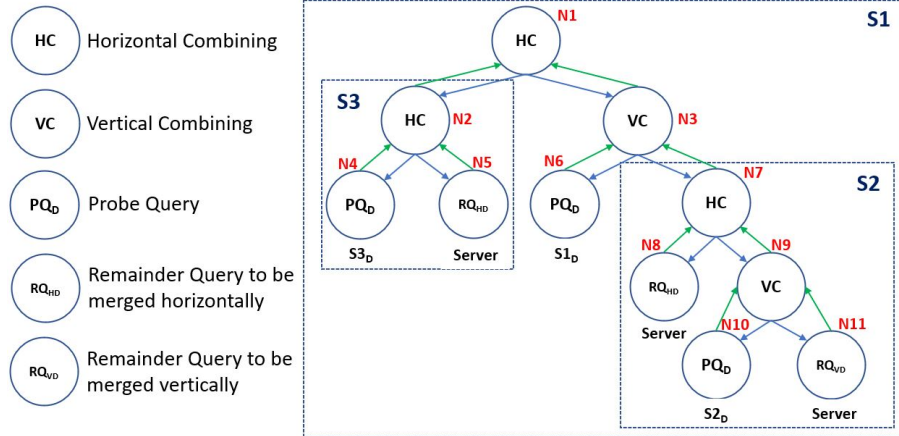 HC Horizontal Combining
VC Vertical Combining
PQD Probe Query
RQHD Remainder Query to be
merged horizontally
RQVD Remainder Query to be
merged vertically
S1
N1
HC
S3
HC N2
VC N3
N4 N5
PQD RQHD
S3D Server
N6
PQD
S1D
S2
N7
HC
N8 N9
RQHD VC
Server
N10 N11
PQD RQVD
S2D Server